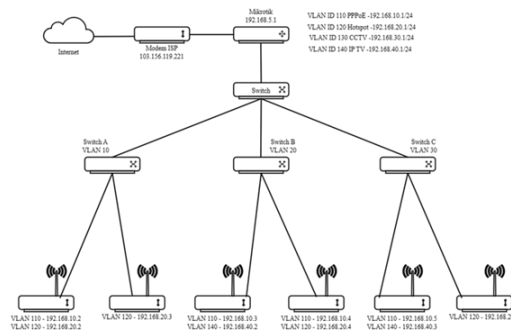 Mikrotik
192.168.5.1
VLAN ID 110 PPPoE -192.168.10.1/24
VLAN ID 120 Hotspot -192.168.20.1/24
VLAN ID 130 CCTV -192.168.30.1/24
VLAN ID 140 IP TV -192.168.40.1/24
Internet
Modem ISP
103.156.119.221
Switch
Switch A
VLAN 10
Switch B
VLAN 20
Switch C
VLAN 30
VLAN 110 - 192.168.10.2
VLAN 120 - 192.168.20.2
VLAN 120 - 192.168.20.3
VLAN 110 - 192.168.10.3
VLAN 140 - 192.168.40.2
VLAN 110 - 192.168.10.4
VLAN 120 - 192.168.20.4
VLAN 110 - 192.168.10.5
VLAN 140 - 192.168.40.3
VLAN 120 - 192.168.2